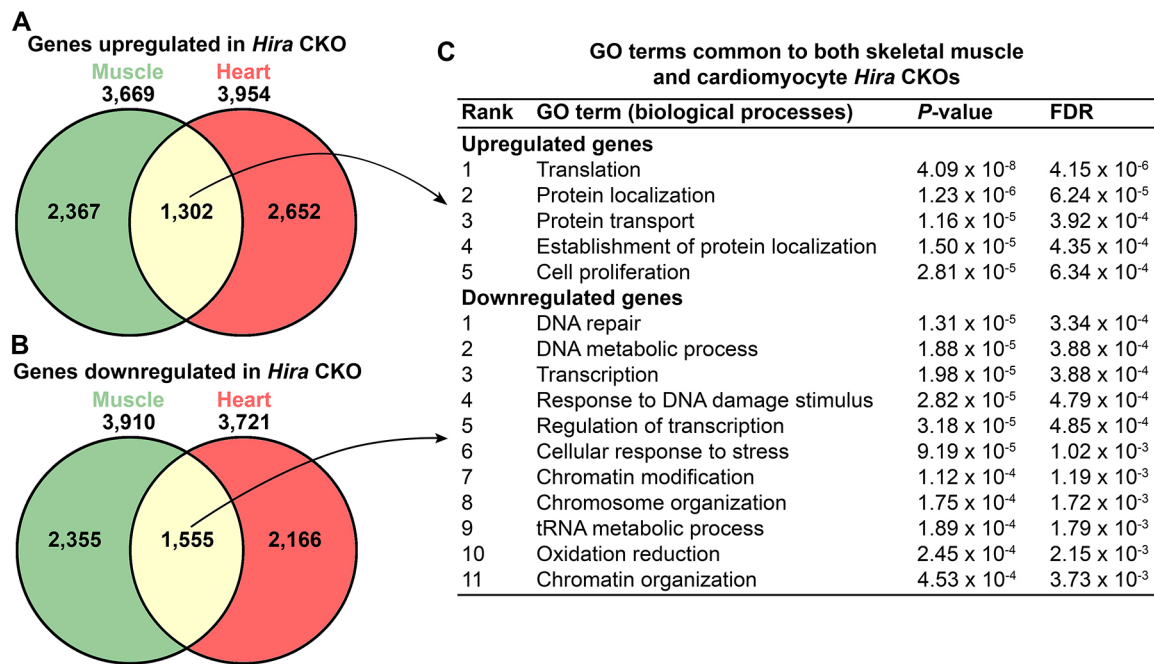 A
Genes upregulated in Hira CKO
Muscle Heart
3,669 3,954
2,367 1,302 2,652
B
Genes downregulated in Hira CKO
Muscle Heart
3,910 3,721
2,355 1,555 2,166
C
GO terms common to both skeletal muscle
and cardiomyocyte Hira CKOs
Rank GO term (biological processes) P-value FDR
Upregulated genes
1 Translation 4.09 x 10⁻⁸ 4.15 x 10⁻⁶
2 Protein localization 1.23 x 10⁻⁶ 6.24 x 10⁻⁵
3 Protein transport 1.16 x 10⁻⁵ 3.92 x 10⁻⁴
4 Establishment of protein localization 1.50 x 10⁻⁵ 4.35 x 10⁻⁴
5 Cell proliferation 2.81 x 10⁻⁵ 6.34 x 10⁻⁴
Downregulated genes
1 DNA repair 1.31 x 10⁻⁵ 3.34 x 10⁻⁴
2 DNA metabolic process 1.88 x 10⁻⁵ 3.88 x 10⁻⁴
3 Transcription 1.98 x 10⁻⁵ 3.88 x 10⁻⁴
4 Response to DNA damage stimulus 2.82 x 10⁻⁵ 4.79 x 10⁻⁴
5 Regulation of transcription 3.18 x 10⁻⁵ 4.85 x 10⁻⁴
6 Cellular response to stress 9.19 x 10⁻⁵ 1.02 x 10⁻³
7 Chromatin modification 1.12 x 10⁻⁴ 1.19 x 10⁻³
8 Chromosome organization 1.75 x 10⁻⁴ 1.72 x 10⁻³
9 tRNA metabolic process 1.89 x 10⁻⁴ 1.79 x 10⁻³
10 Oxidation reduction 2.45 x 10⁻⁴ 2.15 x 10⁻³
11 Chromatin organization 4.53 x 10⁻⁴ 3.73 x 10⁻³